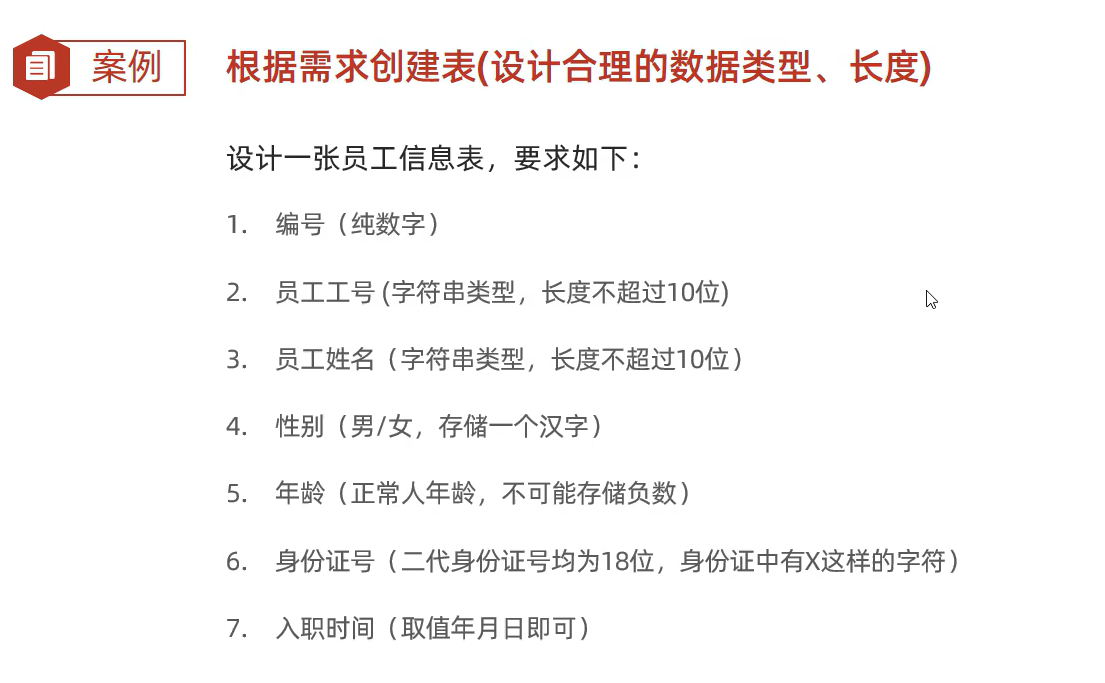 案例
根据需求创建表(设计合理的数据类型、长度)
设计一张员工信息表，要求如下：
1. 编号（纯数字）
2. 员工工号 (字符串类型，长度不超过10位)
3. 员工姓名（字符串类型，长度不超过10位）
4. 性别（男/女，存储一个汉字）
5. 年龄（正常人年龄，不可能存储负数）
6. 身份证号（二代身份证号均为18位，身份证中有X这样的字符）
7. 入职时间（取值年月日即可）